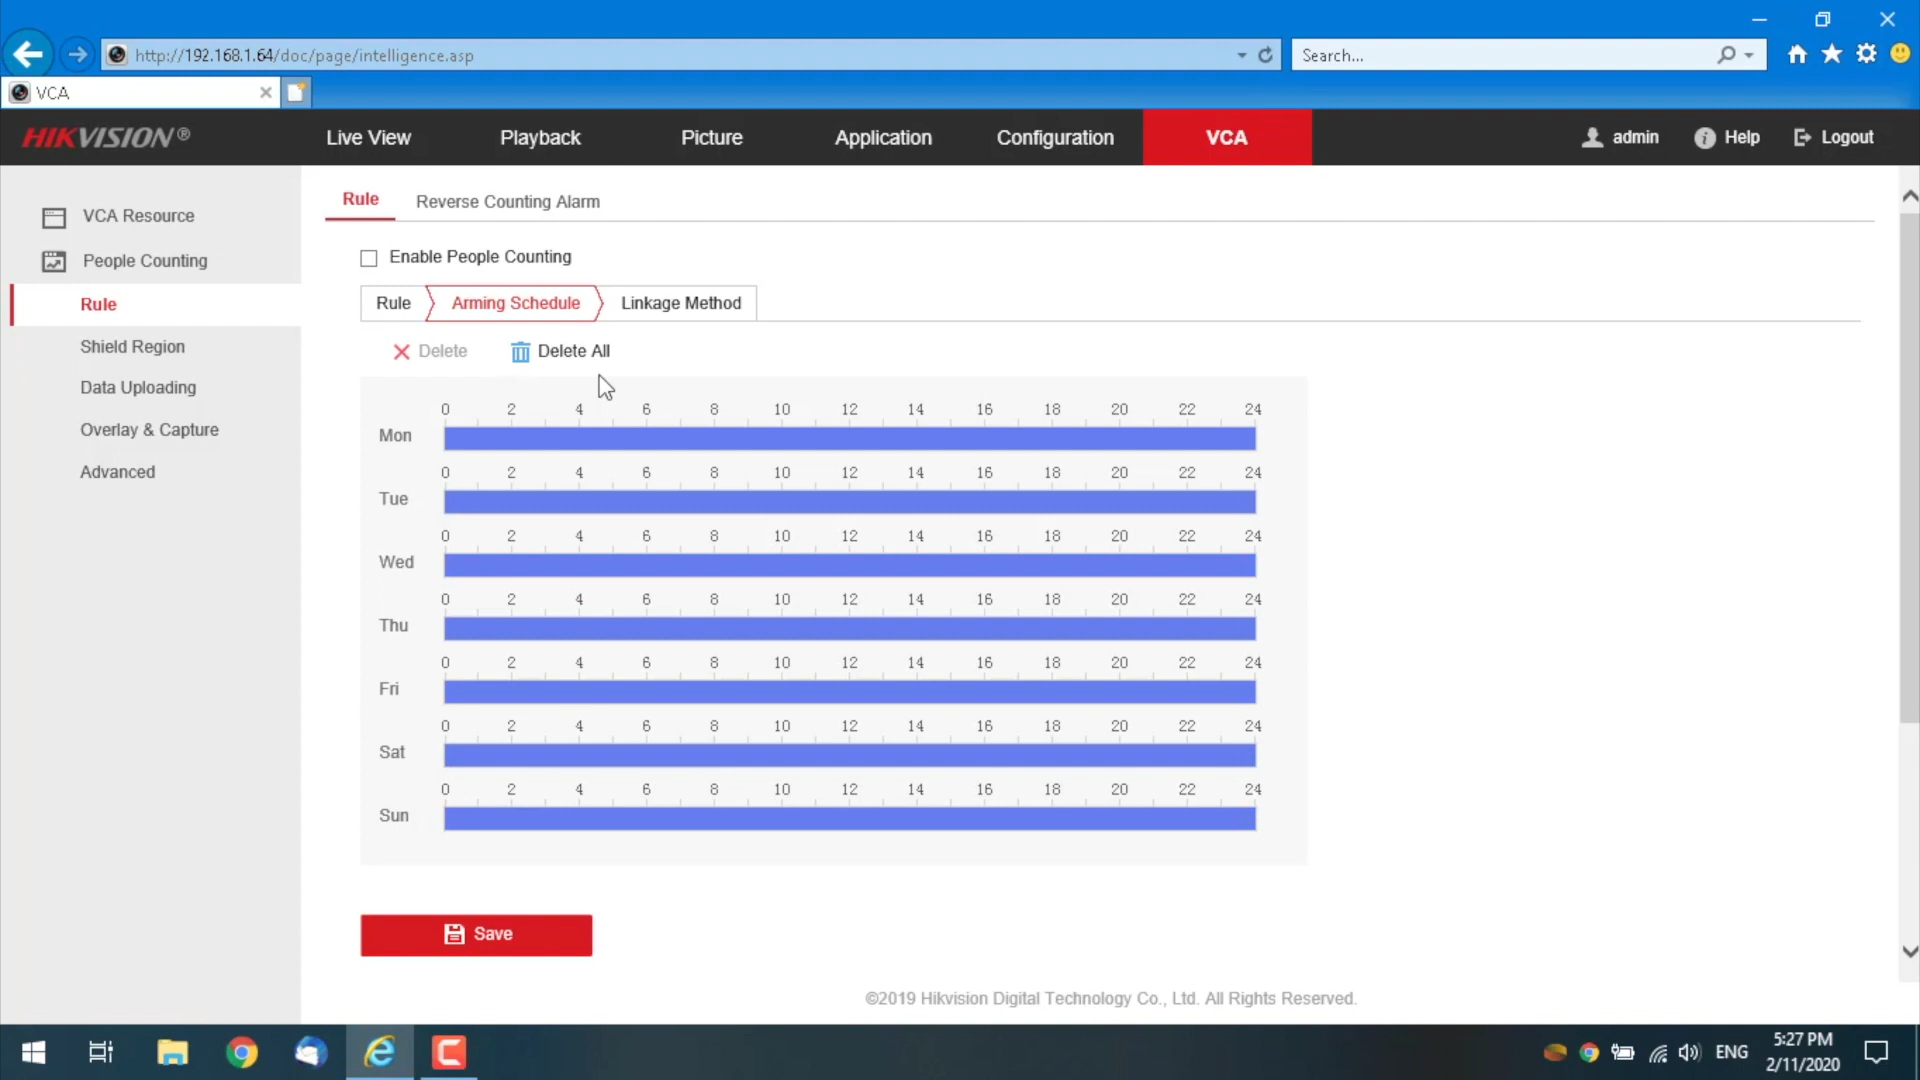 http://192.168.1.64/doc/page/intelligence.asp
Search...
VCA
HIKVISION®
Live View
Playback
Picture
Application
Configuration
VCA
admin
Help
Logout
VCA Resource
People Counting
Rule
Shield Region
Data Uploading
Overlay & Capture
Advanced
Rule
Reverse Counting Alarm
Enable People Counting
Rule
Arming Schedule
Linkage Method
Delete
Delete All
0 2 4 6 8 10 12 14 16 18 20 22 24
Mon
0 2 4 6 8 10 12 14 16 18 20 22 24
Tue
0 2 4 6 8 10 12 14 16 18 20 22 24
Wed
0 2 4 6 8 10 12 14 16 18 20 22 24
Thu
0 2 4 6 8 10 12 14 16 18 20 22 24
Fri
0 2 4 6 8 10 12 14 16 18 20 22 24
Sat
0 2 4 6 8 10 12 14 16 18 20 22 24
Sun
Save
©2019 Hikvision Digital Technology Co., Ltd. All Rights Reserved.
ENG
5:27 PM
2/11/2020